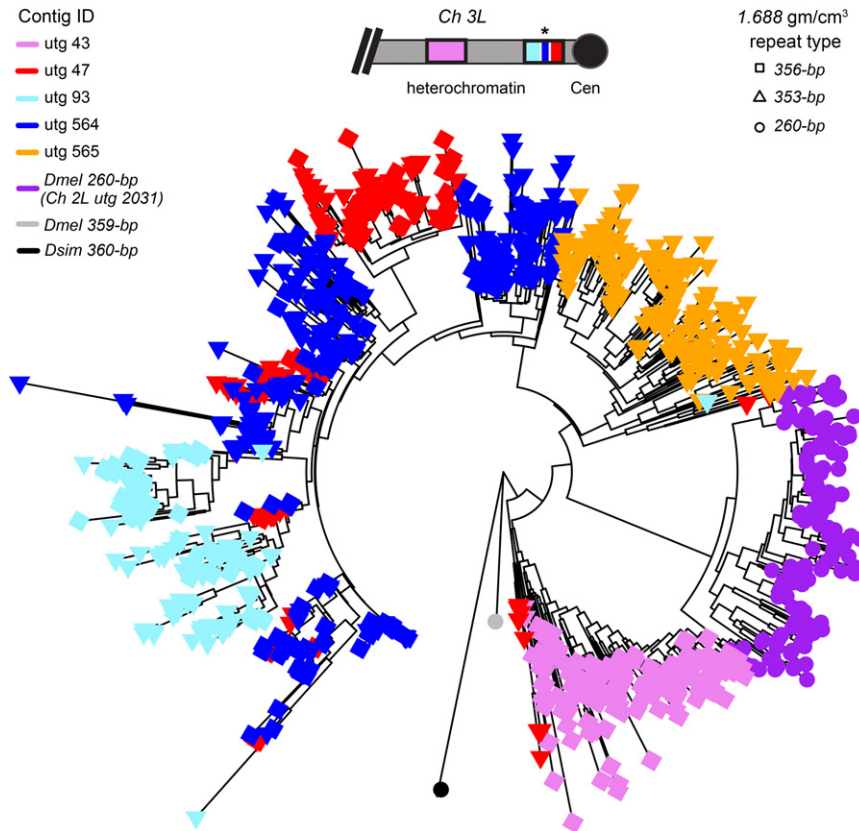 Contig ID
utg 43
utg 47
utg 93
utg 564
utg 565
Dmel 260-bp
(Ch 2L utg 2031)
Dmel 359-bp
Dsim 360-bp
Ch 3L
*
heterochromatin
Cen
1.688 gm/cm³
repeat type
356-bp
353-bp
260-bp